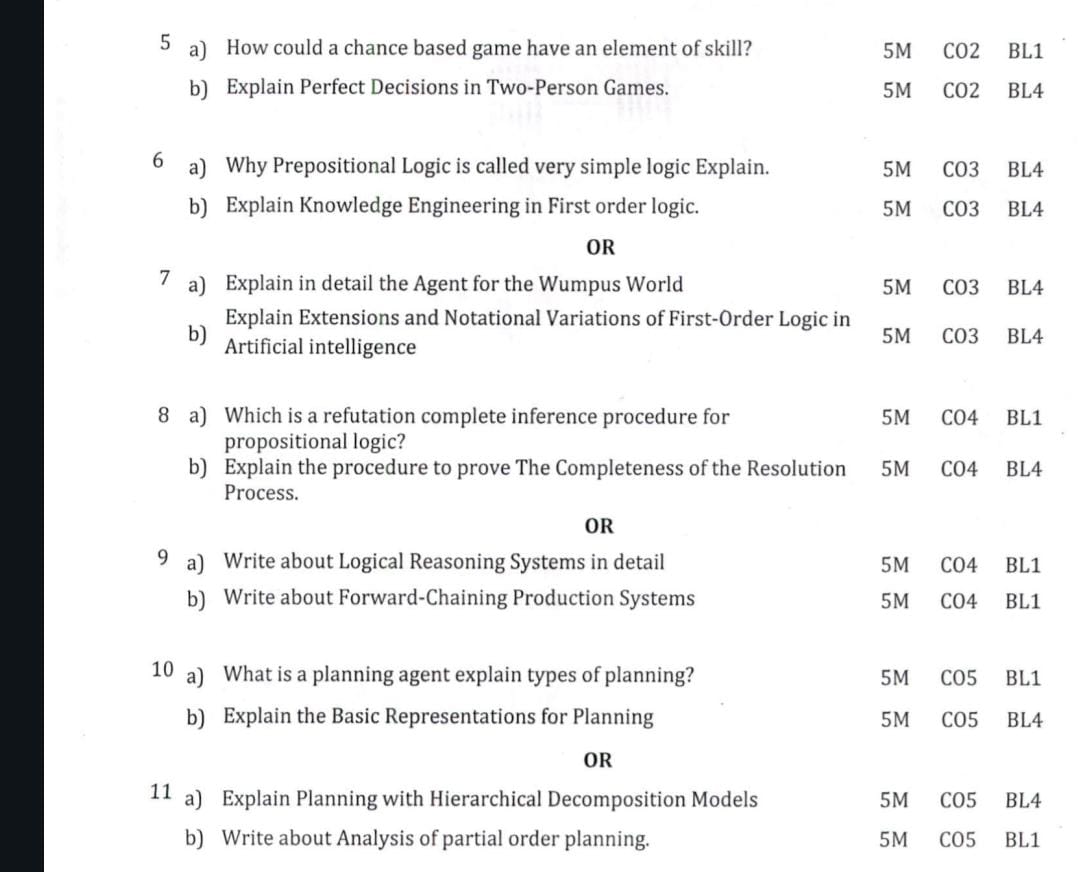 5 a) How could a chance based game have an element of skill? 5M CO2 BL1
b) Explain Perfect Decisions in Two-Person Games. 5M CO2 BL4
6 a) Why Prepositional Logic is called very simple logic Explain. 5M CO3 BL4
b) Explain Knowledge Engineering in First order logic. 5M CO3 BL4
OR
7 a) Explain in detail the Agent for the Wumpus World 5M CO3 BL4
b) Explain Extensions and Notational Variations of First-Order Logic in
Artificial intelligence 5M CO3 BL4
8 a) Which is a refutation complete inference procedure for 5M CO4 BL1
propositional logic?
b) Explain the procedure to prove The Completeness of the Resolution 5M CO4 BL4
Process.
OR
9 a) Write about Logical Reasoning Systems in detail 5M CO4 BL1
b) Write about Forward-Chaining Production Systems 5M CO4 BL1
10 a) What is a planning agent explain types of planning? 5M CO5 BL1
b) Explain the Basic Representations for Planning 5M CO5 BL4
OR
11 a) Explain Planning with Hierarchical Decomposition Models 5M CO5 BL4
b) Write about Analysis of partial order planning. 5M CO5 BL1